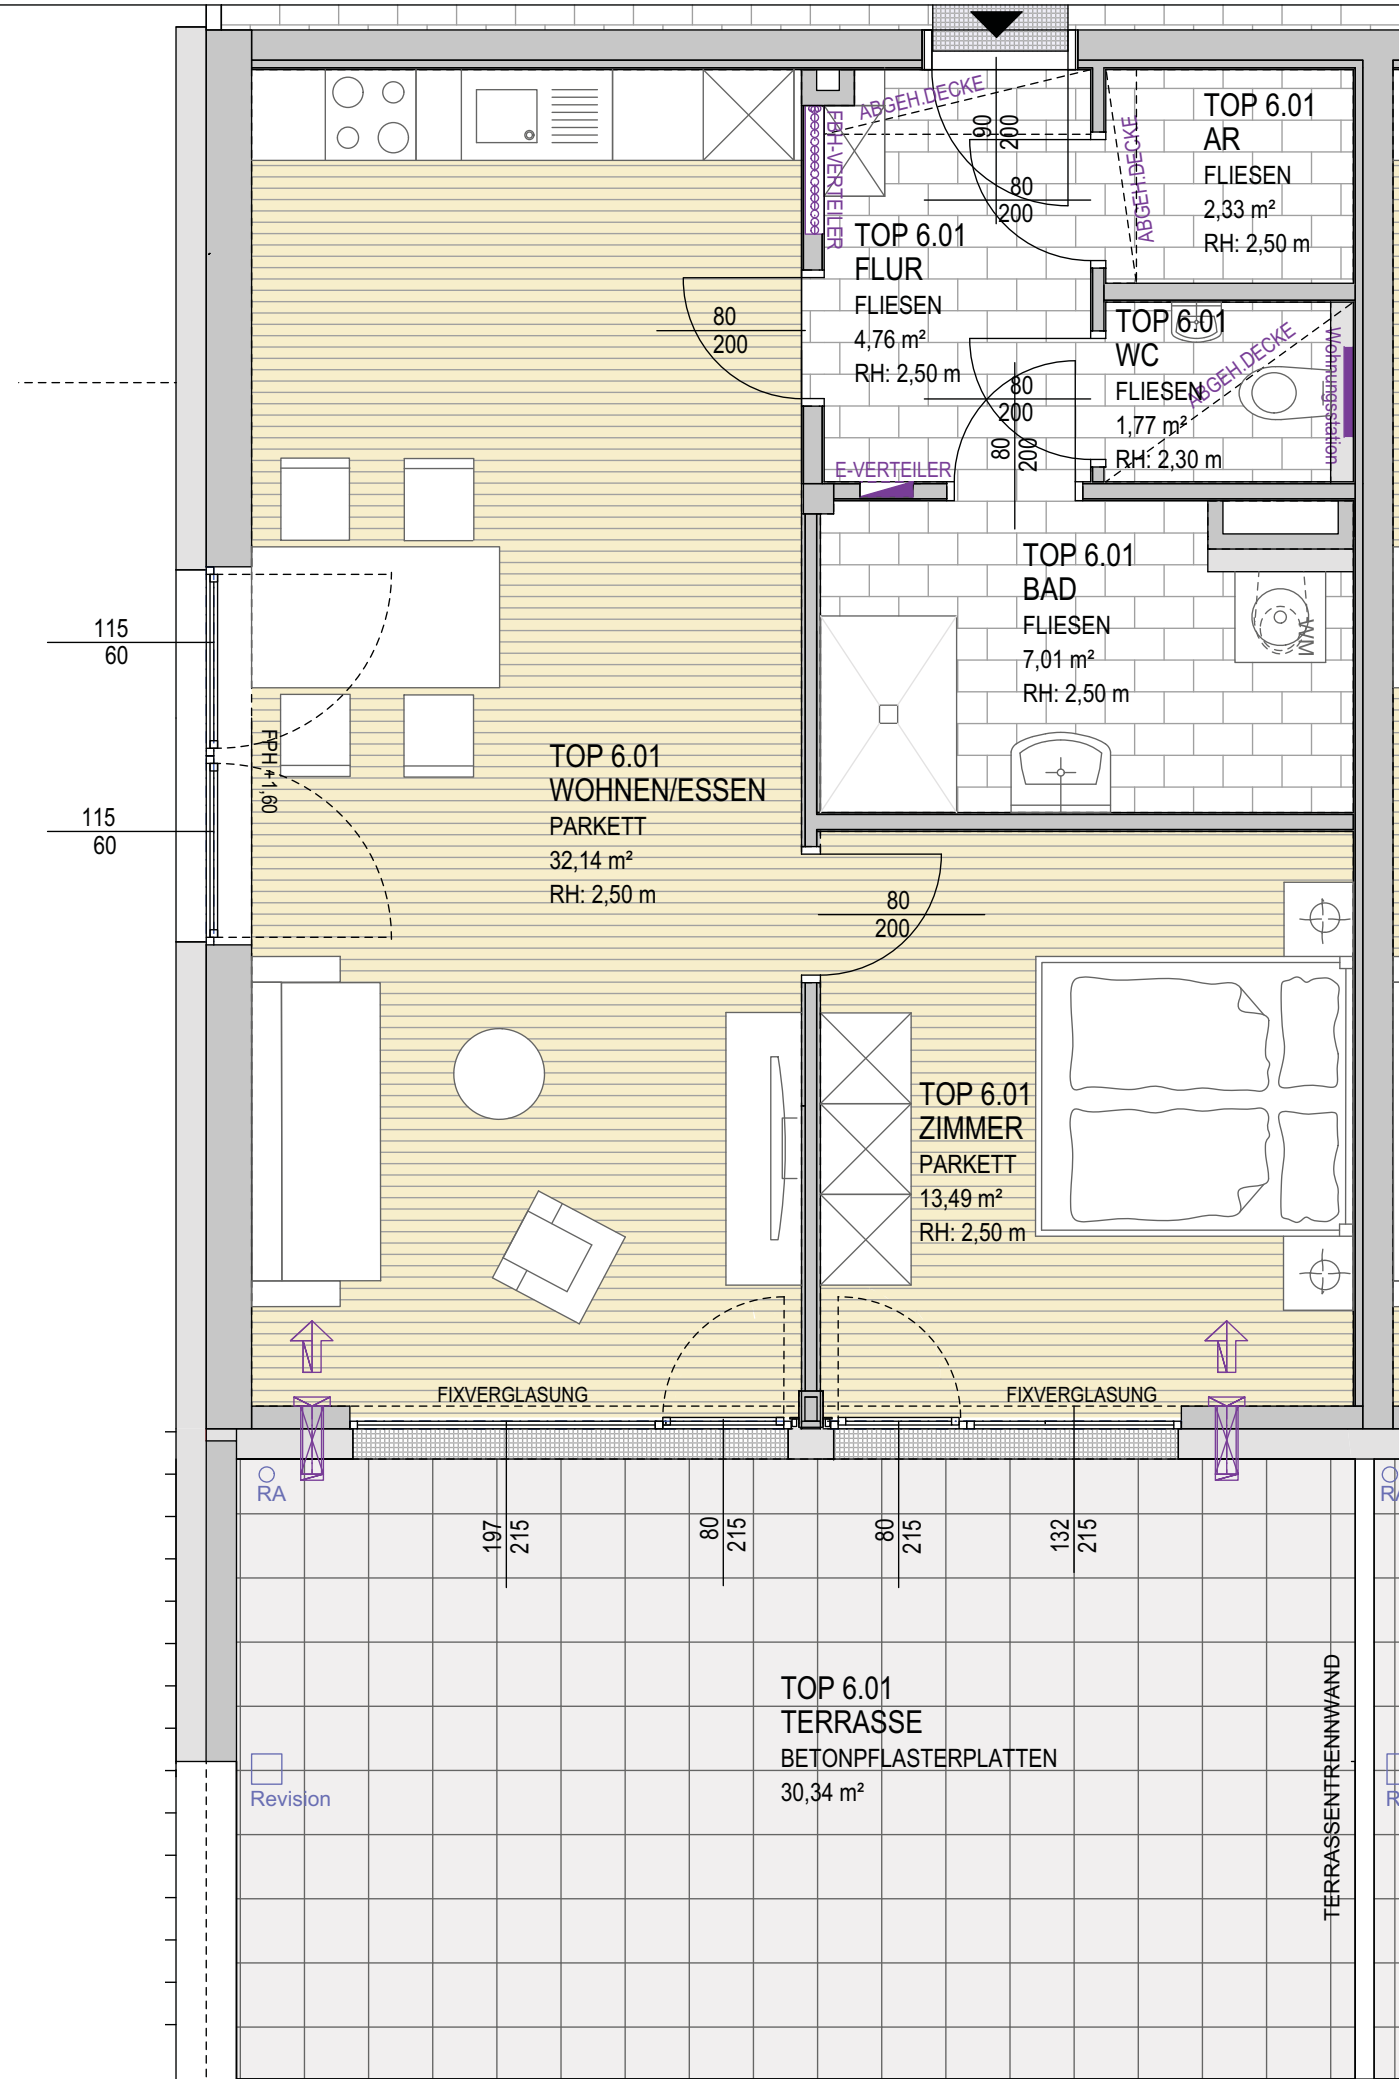 ABGEH.DECKE
90
200
TOP 6.01
AR
FLIESEN
2,33 m²
RH: 2,50 m
ABGEH.DECKE
FBH-VERTEILER
80
200
TOP 6.01
FLUR
FLIESEN
4,76 m²
RH: 2,50 m
80
200
TOP 6.01
WC
FLIESEN
1,77 m²
RH: 2,30 m
ABGEH.DECKE
Wohnungsstation
80
200
80
200
E-VERTEILER
TOP 6.01
BAD
FLIESEN
7,01 m²
RH: 2,50 m
WM
115
60
115
60
FPH +1,60
TOP 6.01
WOHNEN/ESSEN
PARKETT
32,14 m²
RH: 2,50 m
80
200
TOP 6.01
ZIMMER
PARKETT
13,49 m²
RH: 2,50 m
FIXVERGLASUNG
FIXVERGLASUNG
RA
RA
197
215
80
215
80
215
132
215
TOP 6.01
TERRASSE
BETONPFLASTERPLATTEN
30,34 m²
TERRASSENTRENNWAND
Revision
R